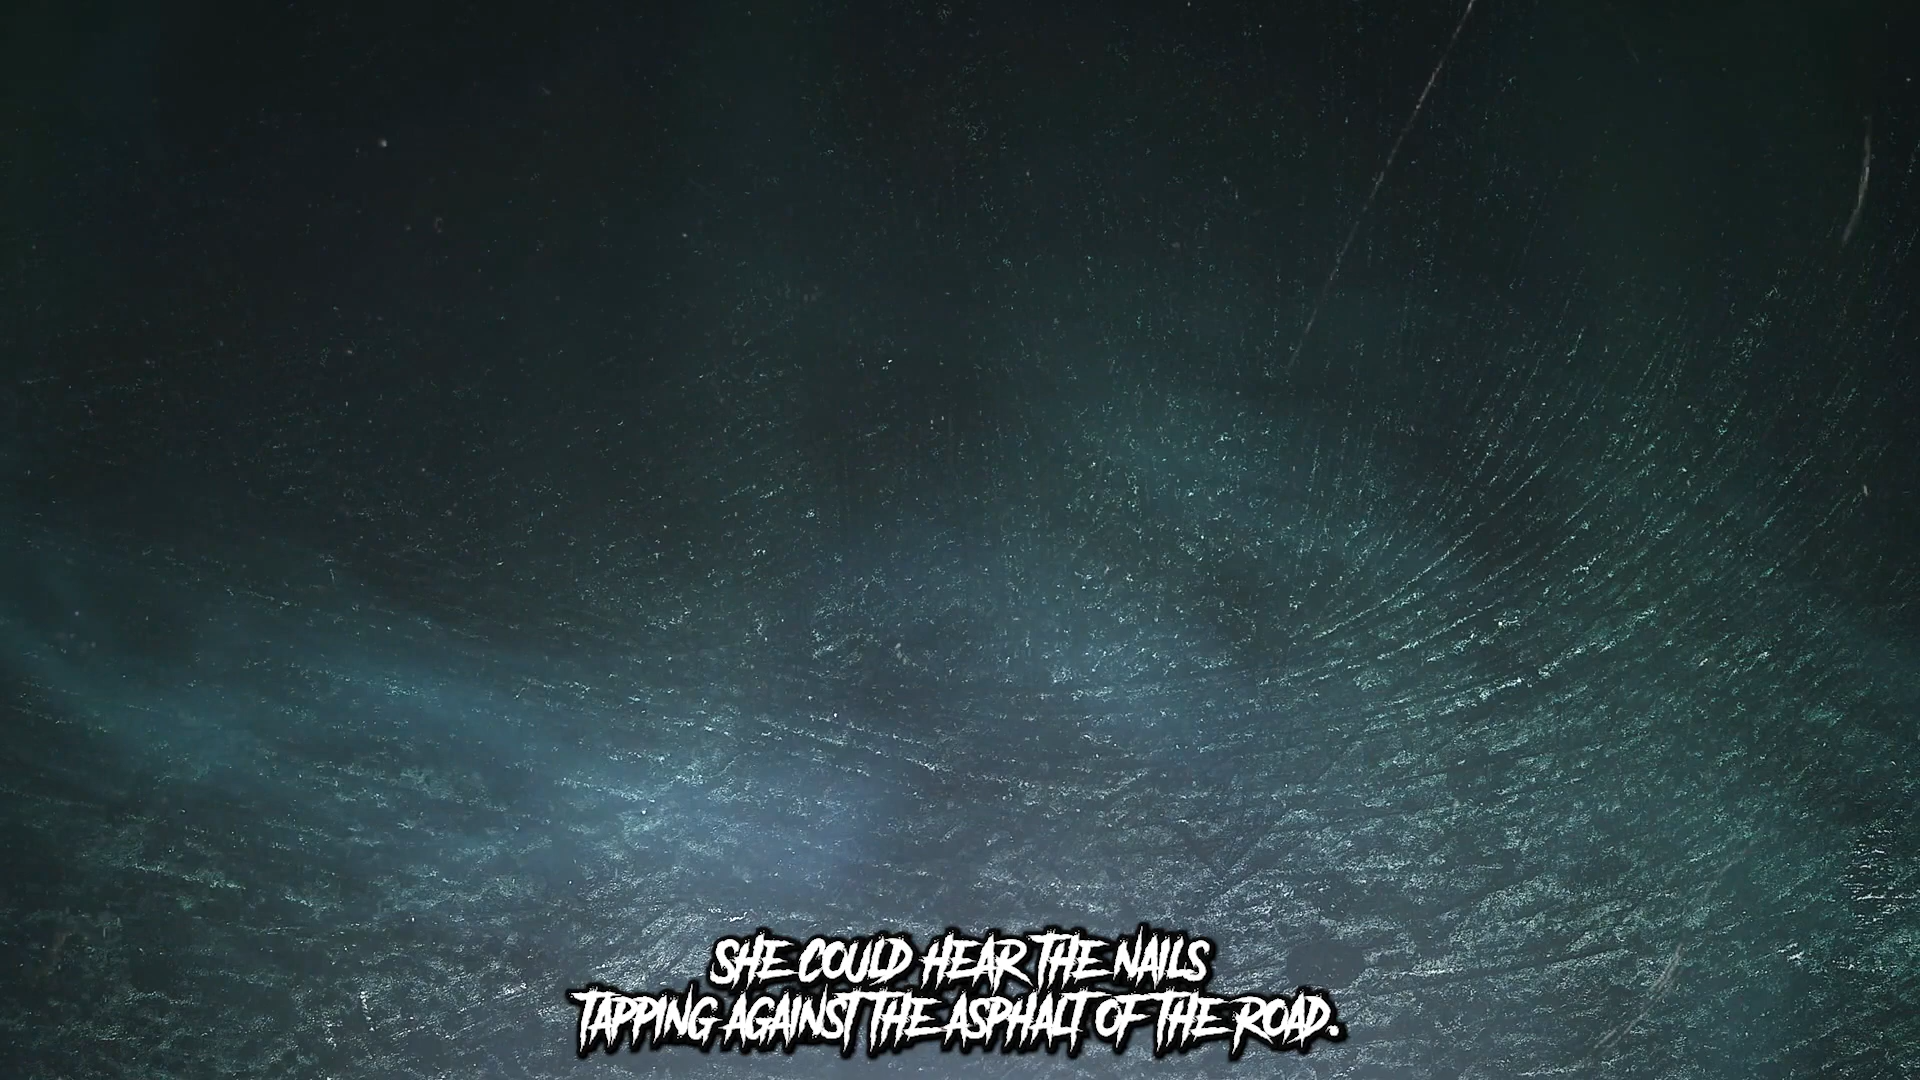 SHE COULD HEAR THE NAILS
TAPPING AGAINST THE ASPHALT OF THE ROAD.